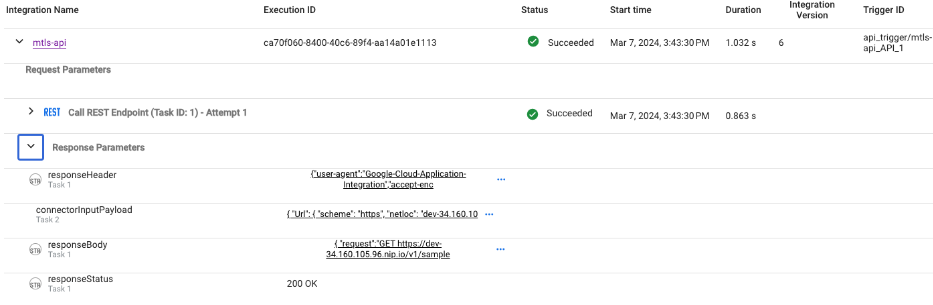 Integration Name Execution ID Status Start time Duration Integration Version Trigger ID
mtls-api ca70f060-8400-40c6-89f4-aa14a01e1113 Succeeded Mar 7, 2024, 3:43:30 PM 1.032 s 6 api_trigger/mtls-api_API_1
Request Parameters
REST Call REST Endpoint (Task ID: 1) - Attempt 1 Succeeded Mar 7, 2024, 3:43:30 PM 0.863 s
Response Parameters
STR responseHeader {"user-agent":"Google-Cloud-Application-
Task 1 Integration","accept-enc ...
connectorInputPayload { "Uri": { "scheme": "https", "netloc": "dev-34.160.10 ...
Task 2
STR responseBody { "request":"GET https://dev-
Task 1 34.160.105.96.nip.io/v1/sample ...
STR responseStatus 200 OK
Task 1